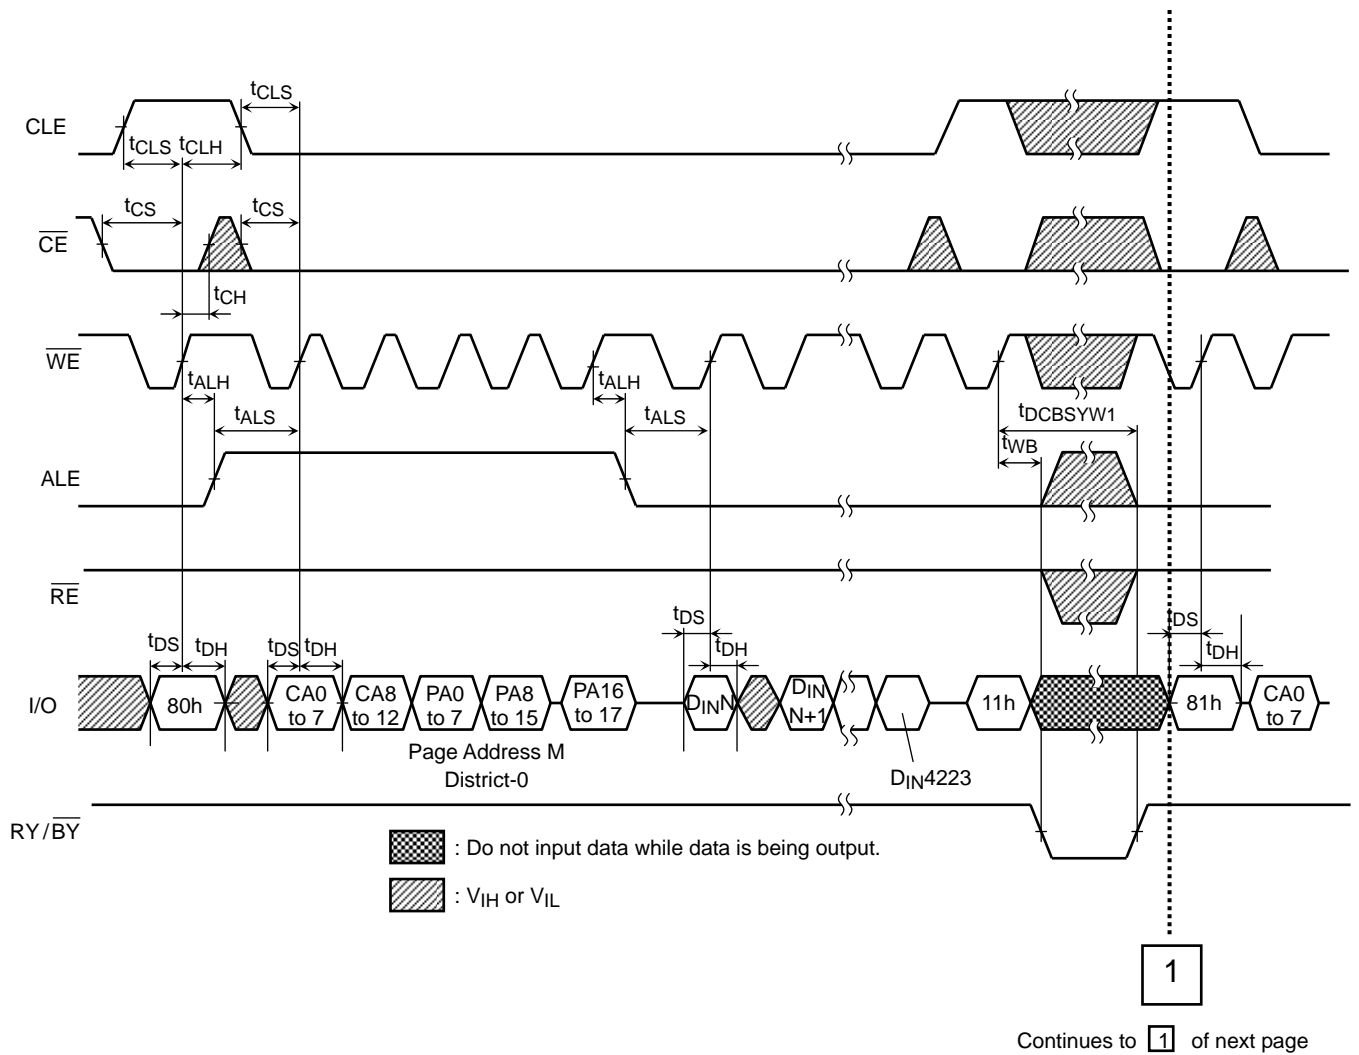 tCLS
CLE
tCLS tCLH
tCS tCS
CE
tCH
WE
tALH tALH
tALS tALS tDCBSYW1
tWB
ALE
RE
tDS tDH tDS tDH tDS tDH DS tDH
I/O 80h CA0 to 7 CA8 to 12 PA0 to 7 PA8 to 15 PA16 to 17 DINN DIN N+1 11h 81h CA0 to 7
Page Address M
District-0
DIN4223
RY/BY
: Do not input data while data is being output.
: VIH or VIL
1
Continues to 1 of next page